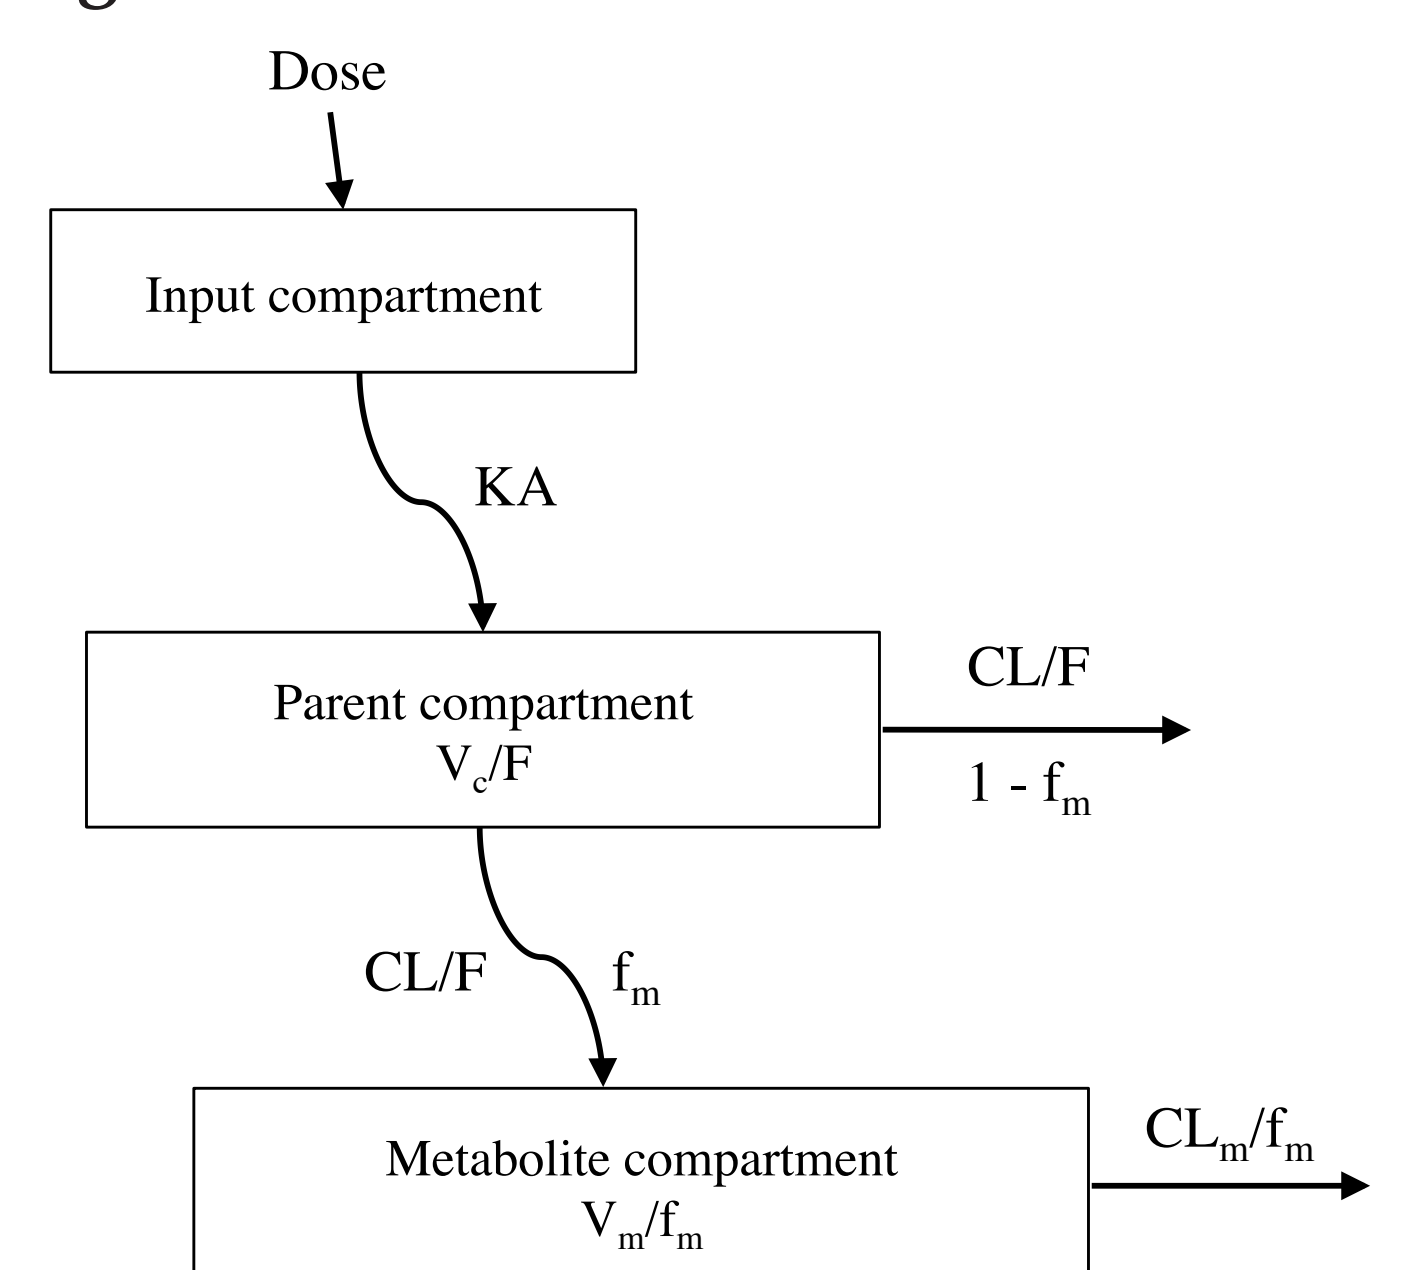 Dose
Input compartment
KA
Parent compartment
Vc/F
CL/F
1 - fm
CL/F
fm
Metabolite compartment
Vm/fm
CLm/fm